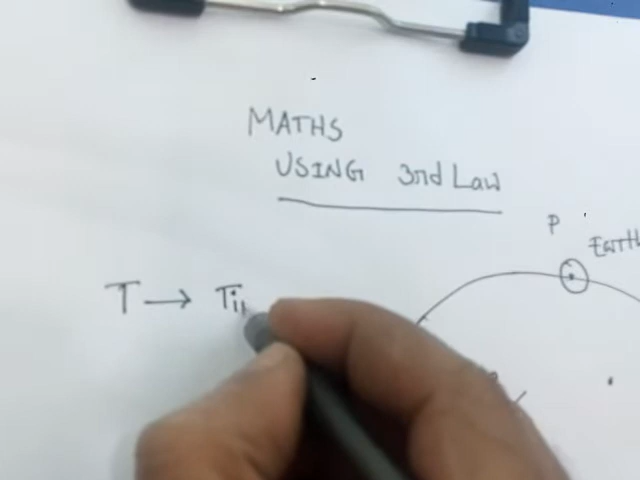 MATHS
USING 3rd Law
P
Earth
T → Ti